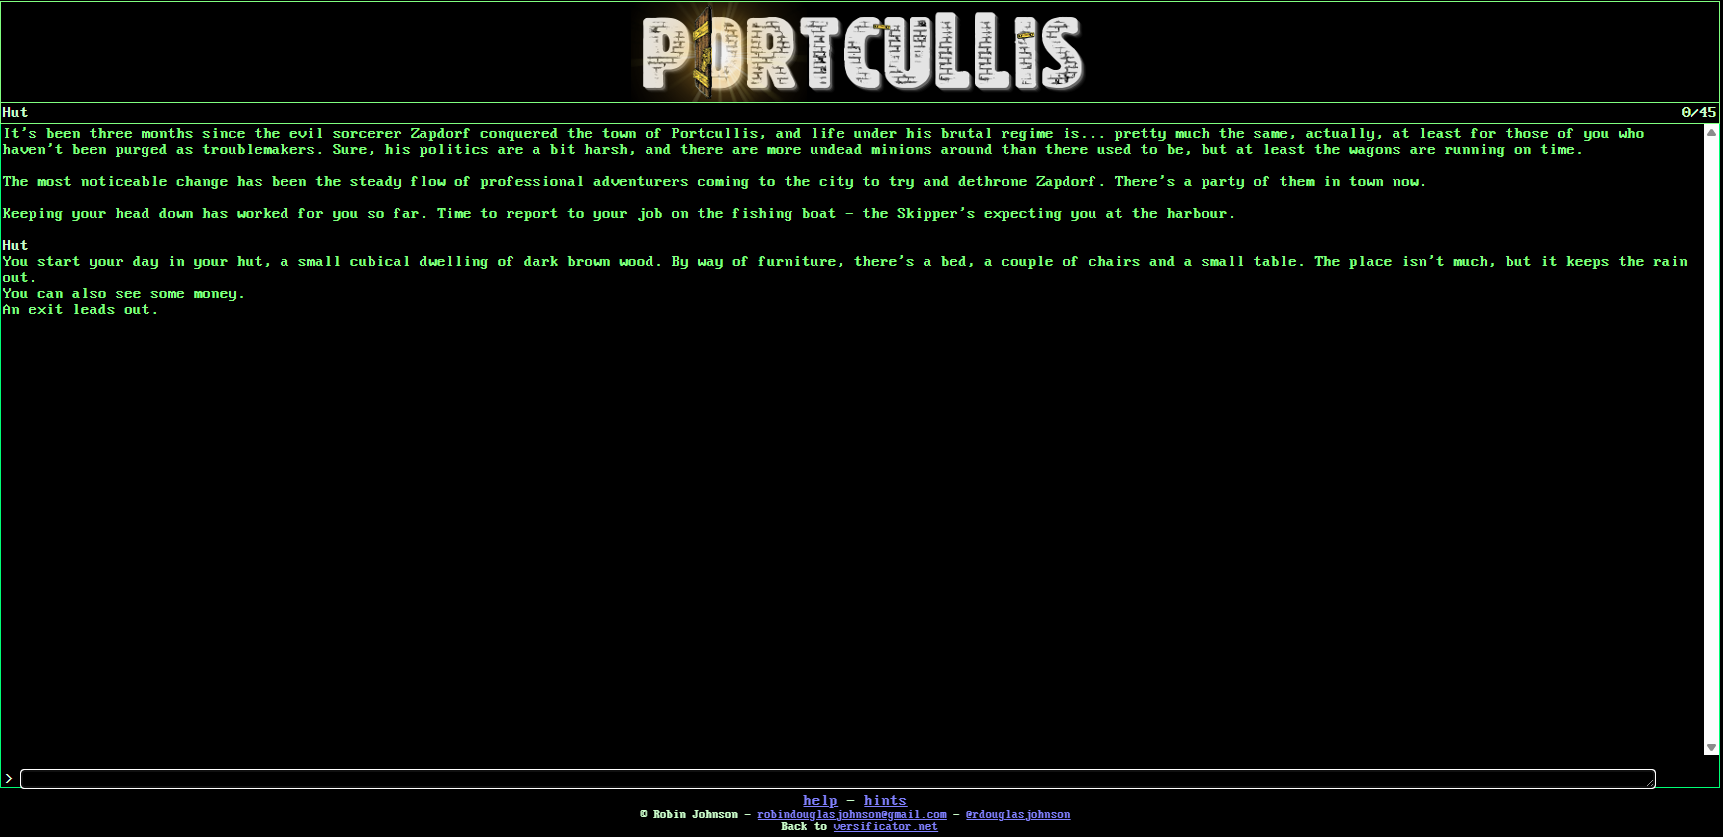 PORTCULLIS
Hut 0/45
It's been three months since the evil sorcerer Zapdorf conquered the town of Portcullis, and life under his brutal regime is... pretty much the same, actually, at least for those of you who
haven't been purged as troublemakers. Sure, his politics are a bit harsh, and there are more undead minions around than there used to be, but at least the wagons are running on time.
The most noticeable change has been the steady flow of professional adventurers coming to the city to try and dethrone Zapdorf. There's a party of them in town now.
Keeping your head down has worked for you so far. Time to report to your job on the fishing boat - the Skipper's expecting you at the harbour.
Hut
You start your day in your hut, a small cubical dwelling of dark brown wood. By way of furniture, there's a bed, a couple of chairs and a small table. The place isn't much, but it keeps the rain
out.
You can also see some money.
An exit leads out.
>
help - hints
© Robin Johnson - robindouglasjohnson@gmail.com - @rdouglasjohnson
Back to versificator.net